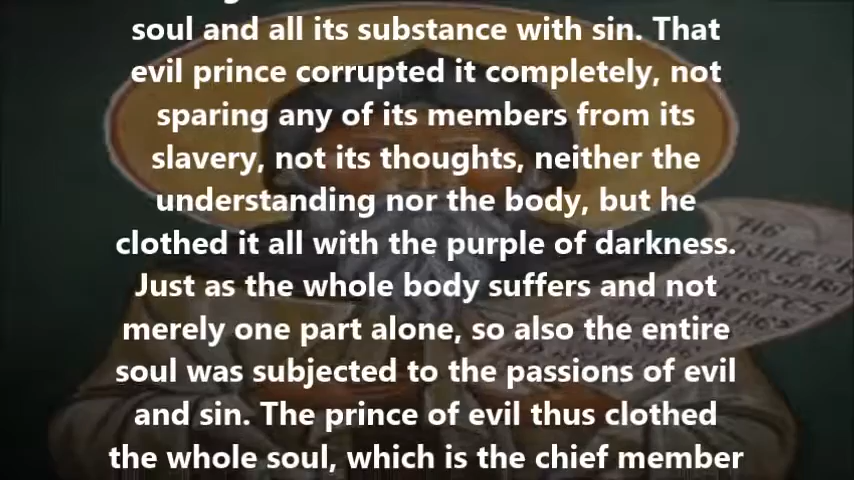 soul and all its substance with sin. That
evil prince corrupted it completely, not
sparing any of its members from its
slavery, not its thoughts, neither the
understanding nor the body, but he
clothed it all with the purple of darkness.
Just as the whole body suffers and not
merely one part alone, so also the entire
soul was subjected to the passions of evil
and sin. The prince of evil thus clothed
the whole soul, which is the chief member